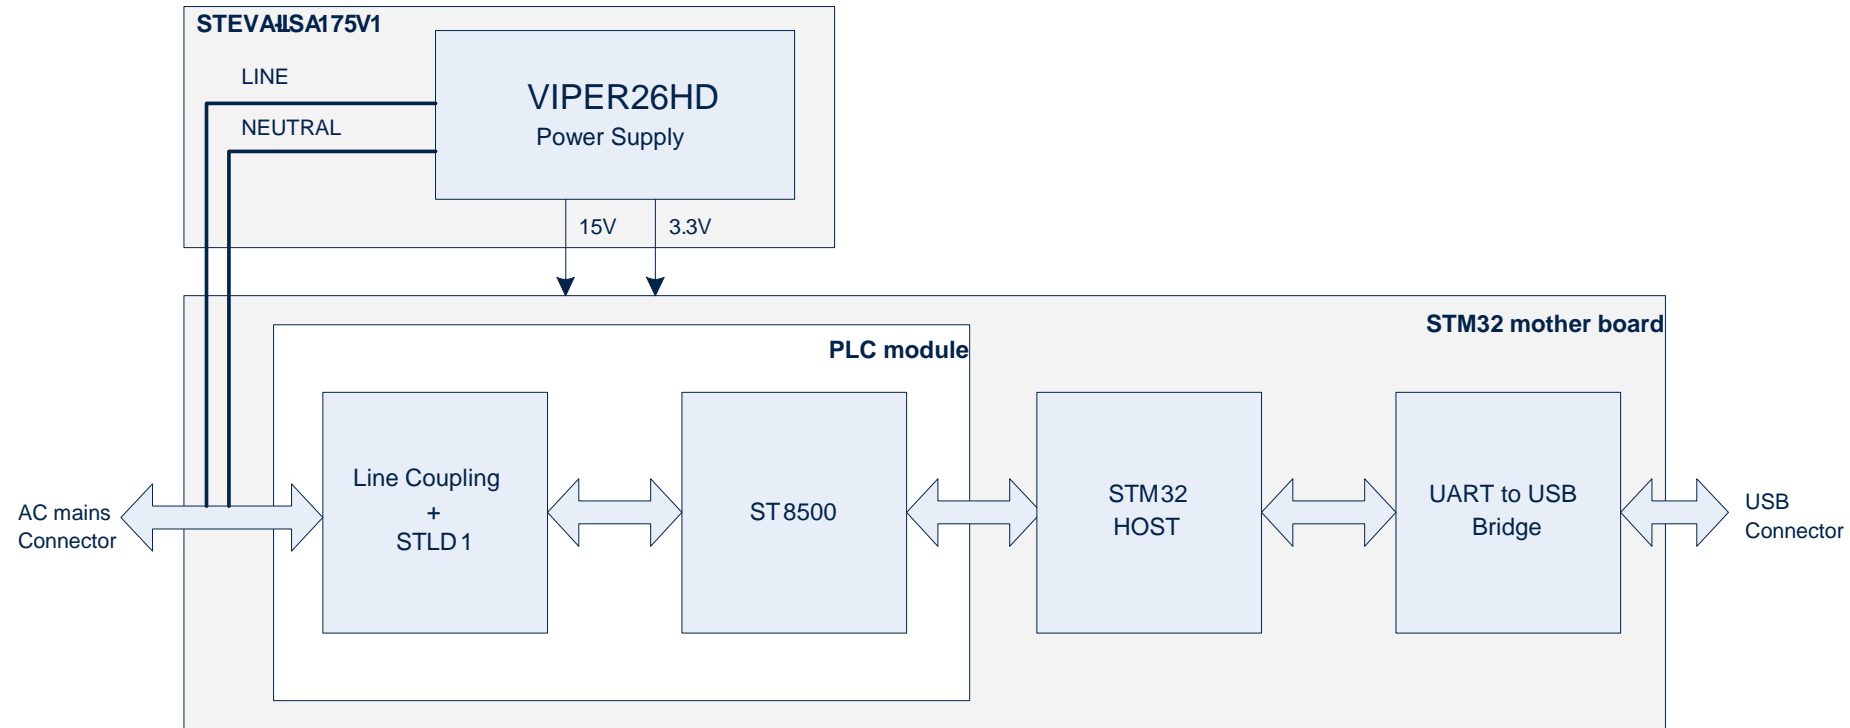 STEVAL-ISA175V1
LINE
NEUTRAL
VIPER26HD
Power Supply
15V
3.3V
STM32 mother board
PLC module
AC mains
Connector
Line Coupling
+
STLD1
ST8500
STM32
HOST
UART to USB
Bridge
USB
Connector